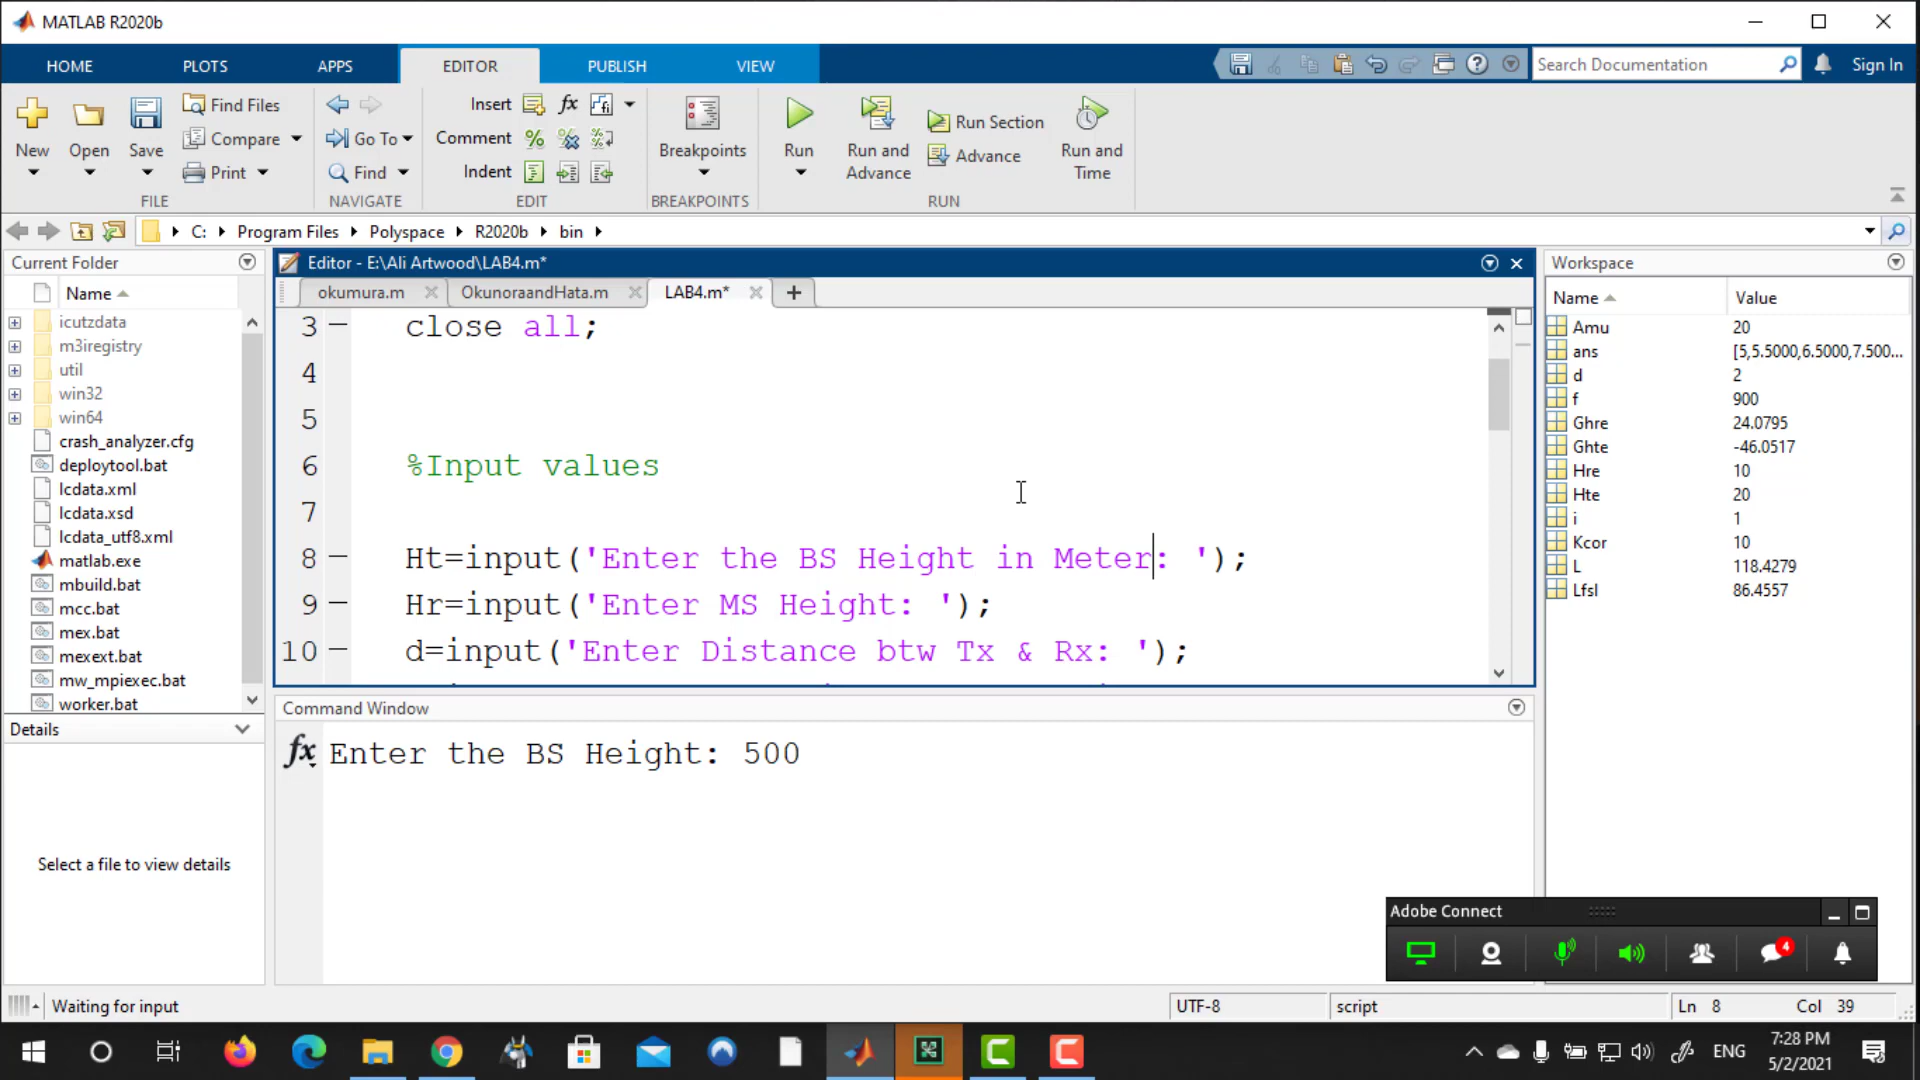 MATLAB R2020b
HOME PLOTS APPS EDITOR PUBLISH VIEW
Search Documentation
Sign In
New Open Save
Find Files
Compare
Print
FILE
Go To
Find
NAVIGATE
Insert
Comment
Indent
EDIT
Breakpoints
BREAKPOINTS
Run
Run and Advance
Run Section
Advance
Run and Time
RUN
C: Program Files Polyspace R2020b bin
Current Folder
Name
icutzdata
m3iregistry
util
win32
win64
crash_analyzer.cfg
deploytool.bat
lcdata.xml
lcdata.xsd
lcdata_utf8.xml
matlab.exe
mbuild.bat
mcc.bat
mex.bat
mexext.bat
mw_mpiexec.bat
worker.bat
Details
Select a file to view details
Editor - E:\Ali Artwood\LAB4.m*
okumura.m OkunoraandHata.m LAB4.m*
3 close all;
4
5
6 %Input values
7
8 Ht=input('Enter the BS Height in Meter: ');
9 Hr=input('Enter MS Height: ');
10 d=input('Enter Distance btw Tx & Rx: ');
Command Window
fx Enter the BS Height: 500
Workspace
Name Value
Amu 20
ans [5,5.5000,6.5000,7.500...
d 2
f 900
Ghre 24.0795
Ghte -46.0517
Hre 10
Hte 20
i 1
Kcor 10
L 118.4279
Lfsl 86.4557
Adobe Connect
4
Waiting for input
UTF-8 script Ln 8 Col 39
ENG
7:28 PM
5/2/2021